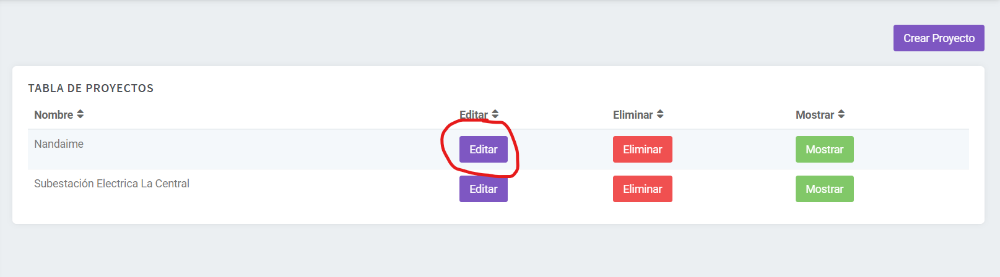 Crear Proyecto
TABLA DE PROYECTOS
Nombre Editar Eliminar Mostrar
Nandaime Editar Eliminar Mostrar
Subestación Electrica La Central Editar Eliminar Mostrar